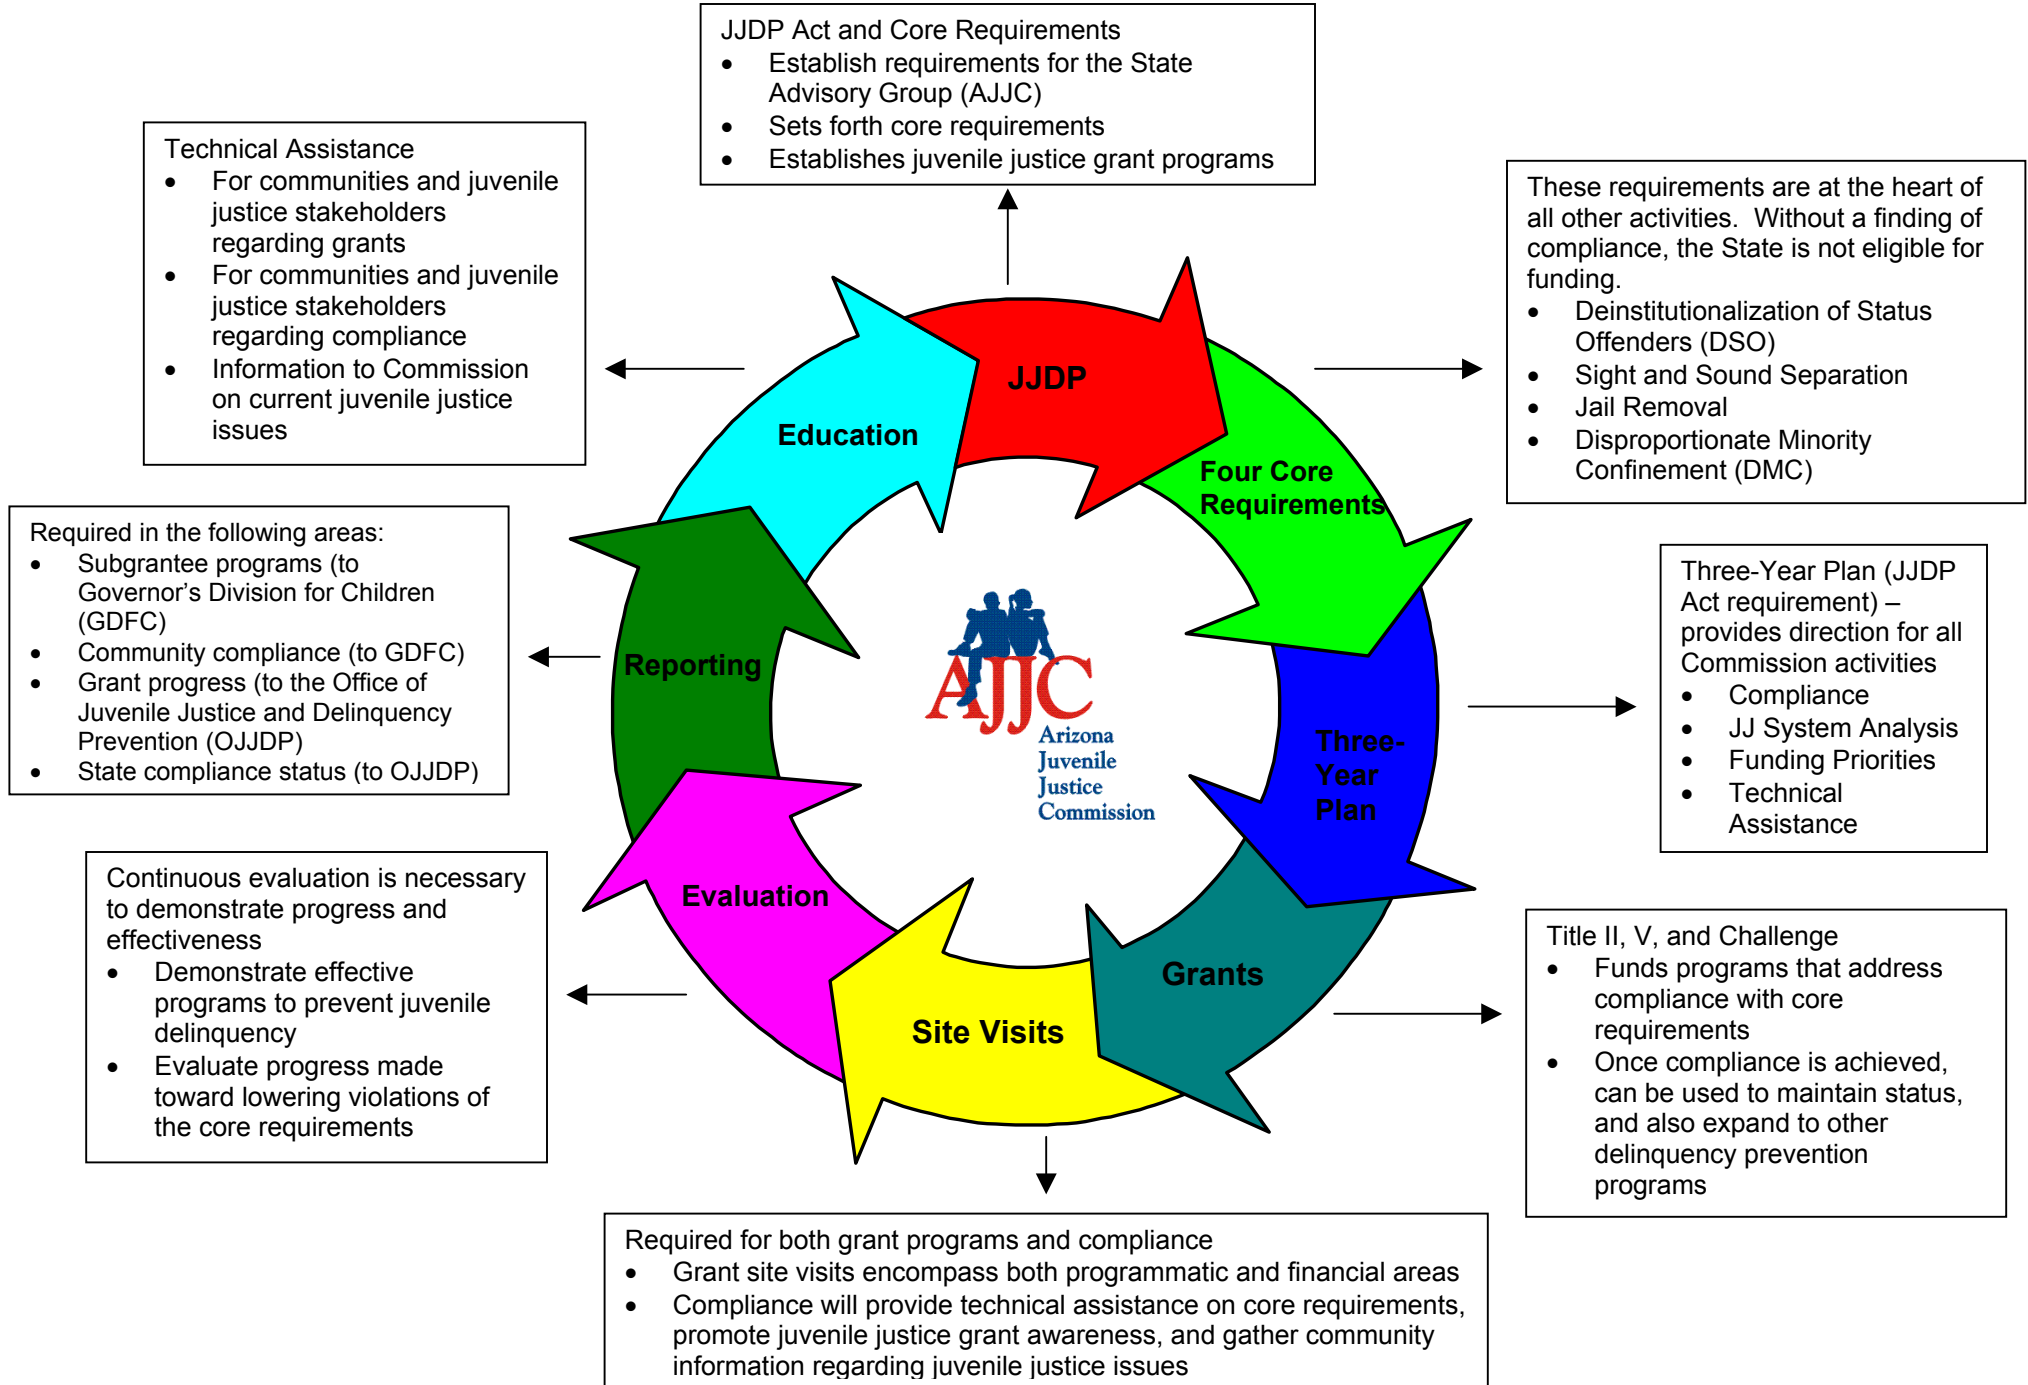 JJDP Act and Core Requirements
• Establish requirements for the State
Advisory Group (AJJC)
• Sets forth core requirements
• Establishes juvenile justice grant programs
Technical Assistance
• For communities and juvenile
justice stakeholders
regarding grants
• For communities and juvenile
justice stakeholders
regarding compliance
• Information to Commission
on current juvenile justice
issues
These requirements are at the heart of
all other activities.  Without a finding of
compliance, the State is not eligible for
funding.
• Deinstitutionalization of Status
Offenders (DSO)
• Sight and Sound Separation
• Jail Removal
• Disproportionate Minority
Confinement (DMC)
JJDP
Education
Four Core
Requirements
Required in the following areas:
• Subgrantee programs (to
Governor’s Division for Children
(GDFC)
• Community compliance (to GDFC)
• Grant progress (to the Office of
Juvenile Justice and Delinquency
Prevention (OJJDP)
• State compliance status (to OJJDP)
Three-Year Plan (JJDP
Act requirement) –
provides direction for all
Commission activities
• Compliance
• JJ System Analysis
• Funding Priorities
• Technical
Assistance
Reporting
AJJC
Arizona
Juvenile
Justice
Commission
Three-
Year
Plan
Evaluation
Grants
Site Visits
Continuous evaluation is necessary
to demonstrate progress and
effectiveness
• Demonstrate effective
programs to prevent juvenile
delinquency
• Evaluate progress made
toward lowering violations of
the core requirements
Title II, V, and Challenge
• Funds programs that address
compliance with core
requirements
• Once compliance is achieved,
can be used to maintain status,
and also expand to other
delinquency prevention
programs
Required for both grant programs and compliance
• Grant site visits encompass both programmatic and financial areas
• Compliance will provide technical assistance on core requirements,
promote juvenile justice grant awareness, and gather community
information regarding juvenile justice issues